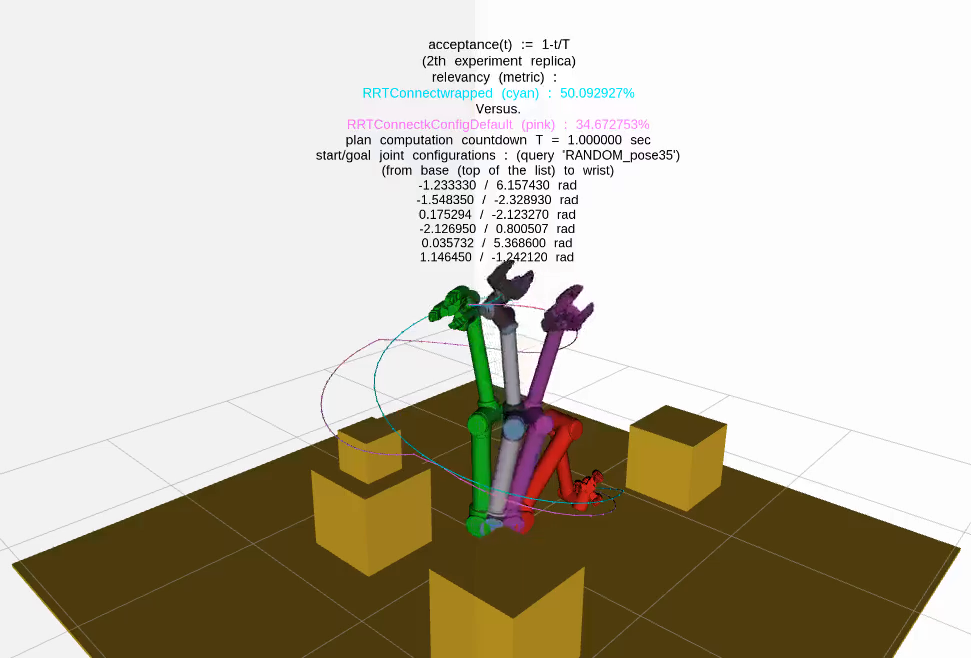 acceptance(t) := 1-t/T
(2th experiment replica)
relevancy (metric) :
RRTConnectwrapped (cyan) : 50.092927%
Versus.
RRTConnectkConfigDefault (pink) : 34.672753%
plan computation countdown T = 1.000000 sec
start/goal joint configurations : (query 'RANDOM_pose35')
(from base (top of the list) to wrist)
-1.233330 / 6.157430 rad
-1.548350 / -2.328930 rad
0.175294 / -2.123270 rad
-2.126950 / 0.800507 rad
0.035732 / 5.368600 rad
1.146450 / -1.242120 rad